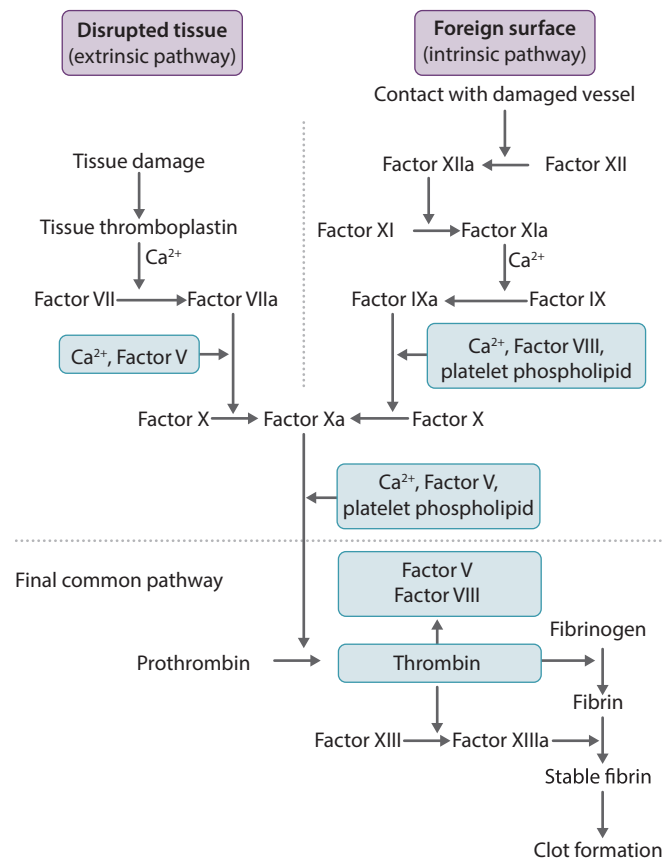 Disrupted tissue
(extrinsic pathway)
Foreign surface
(intrinsic pathway)
Contact with damaged vessel
Tissue damage
Factor XIIa
Factor XII
Tissue thromboplastin
Factor XI
Factor XIa
Ca²⁺
Ca²⁺
Factor VII
Factor VIIa
Factor IXa
Factor IX
Ca²⁺, Factor V
Ca²⁺, Factor VIII,
platelet phospholipid
Factor X
Factor Xa
Factor X
Ca²⁺, Factor V,
platelet phospholipid
Final common pathway
Factor V
Factor VIII
Fibrinogen
Prothrombin
Thrombin
Fibrin
Factor XIII
Factor XIIIa
Stable fibrin
Clot formation